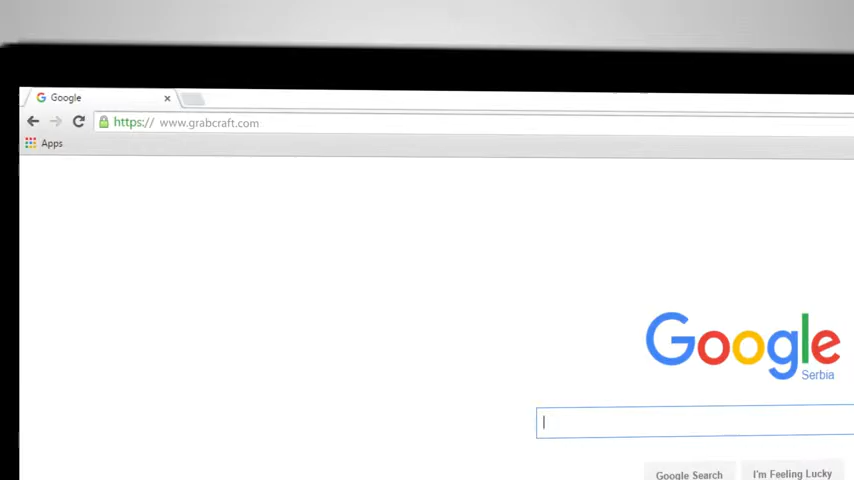 Google
https:// www.grabcraft.com
Apps
Google
Serbia
Google Search
I'm Feeling Lucky